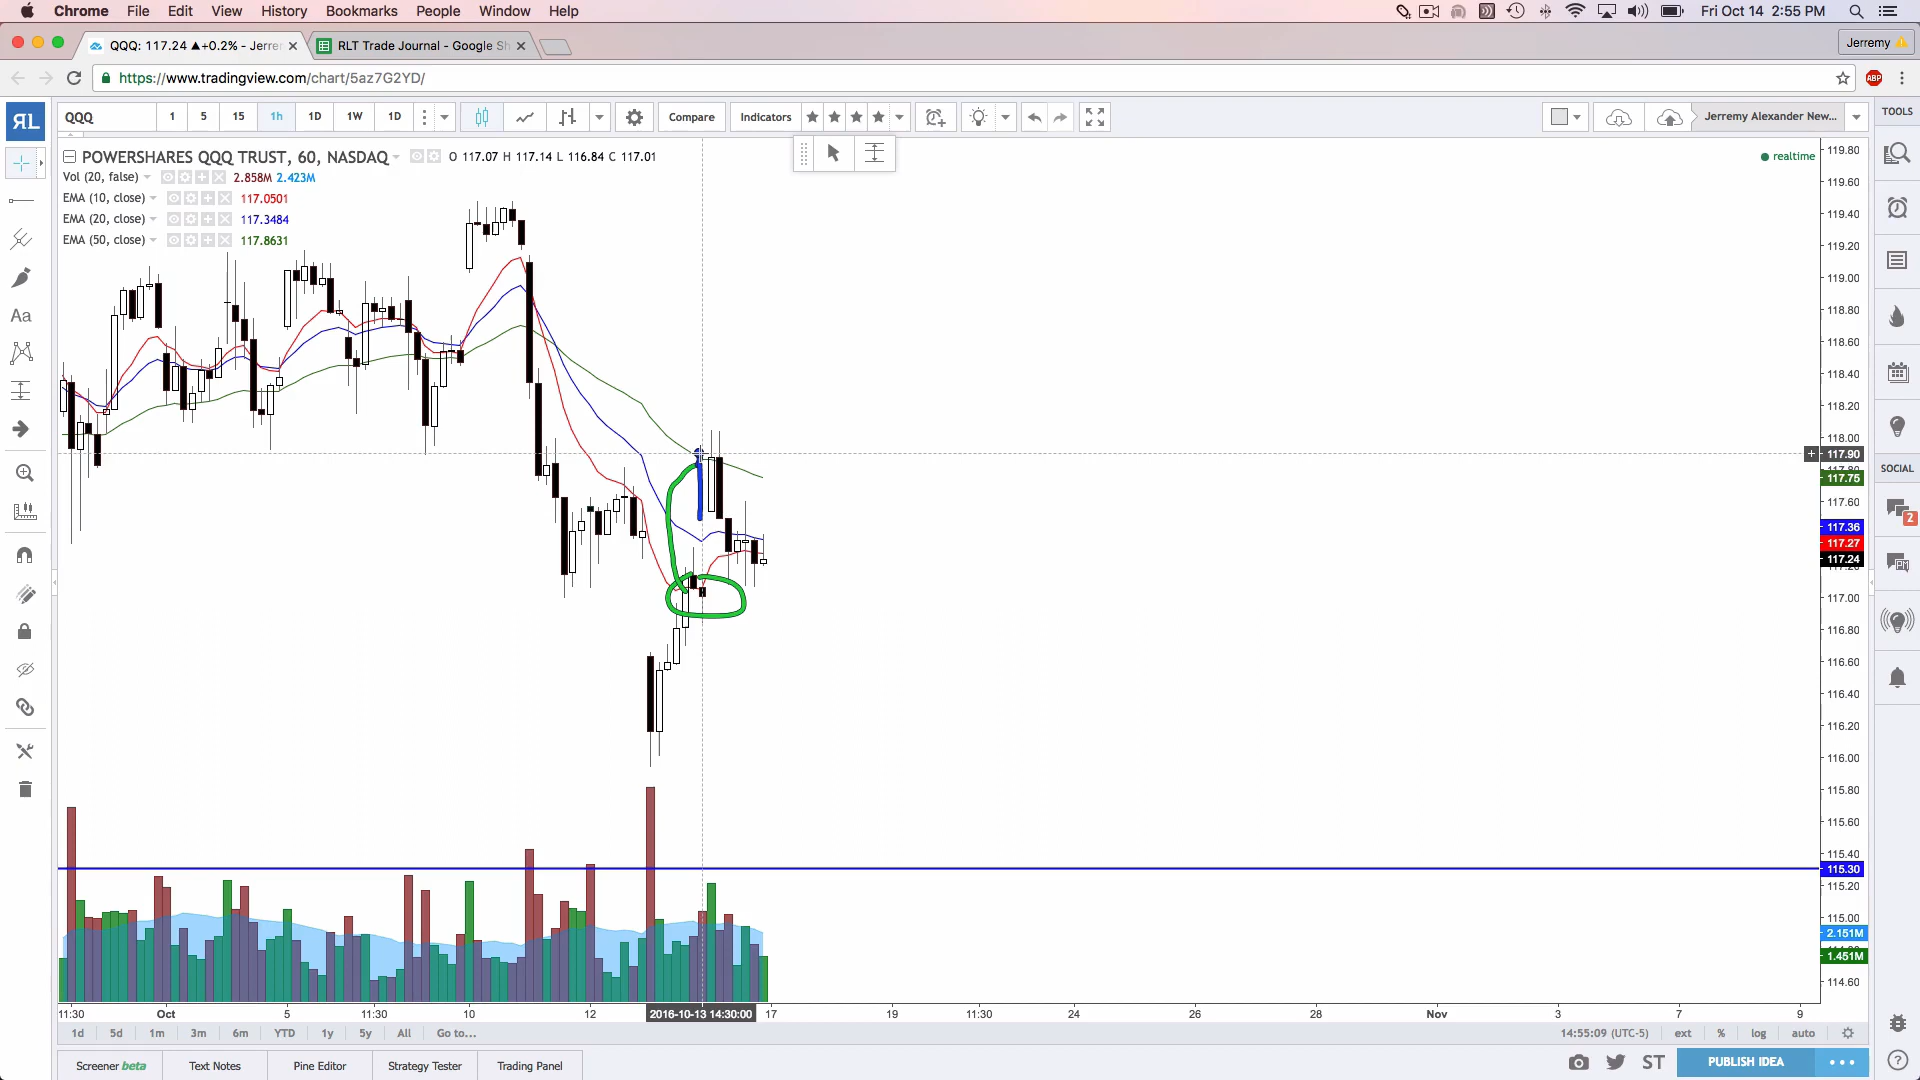 Chrome File Edit View History Bookmarks People Window Help Fri Oct 14 2:55 PM
QQQ: 117.24 ▲+0.2% - Jerre RLT Trade Journal - Google Sh Jerremy
https://www.tradingview.com/chart/5az7G2YD/ ABP
ЯL QQQ 1 5 15 1h 1D 1W 1D Compare Indicators Jerremy Alexander New... TOOLS
POWERSHARES QQQ TRUST, 60, NASDAQ O 117.07 H 117.14 L 116.84 C 117.01 realtime
Vol (20, false) 2.858M 2.423M
EMA (10, close) 117.0501
EMA (20, close) 117.3484
EMA (50, close) 117.8631
Aa
119.80
119.60
119.40
119.20
119.00
118.80
118.60
118.40
118.20
118.00
117.90
SOCIAL
117.75
117.60
2
117.36
117.27
117.24
117.00
116.80
116.60
116.40
116.20
116.00
115.80
115.60
115.40
115.30
115.20
115.00
2.151M
1.451M
114.60
11:30 Oct 5 11:30 10 12 2016-10-13 14:30:00 17 19 11:30 24 26 28 Nov 3 7 9
1d 5d 1m 3m 6m YTD 1y 5y All Go to... 14:55:09 (UTC-5) ext % log auto
Screener beta Text Notes Pine Editor Strategy Tester Trading Panel ST PUBLISH IDEA